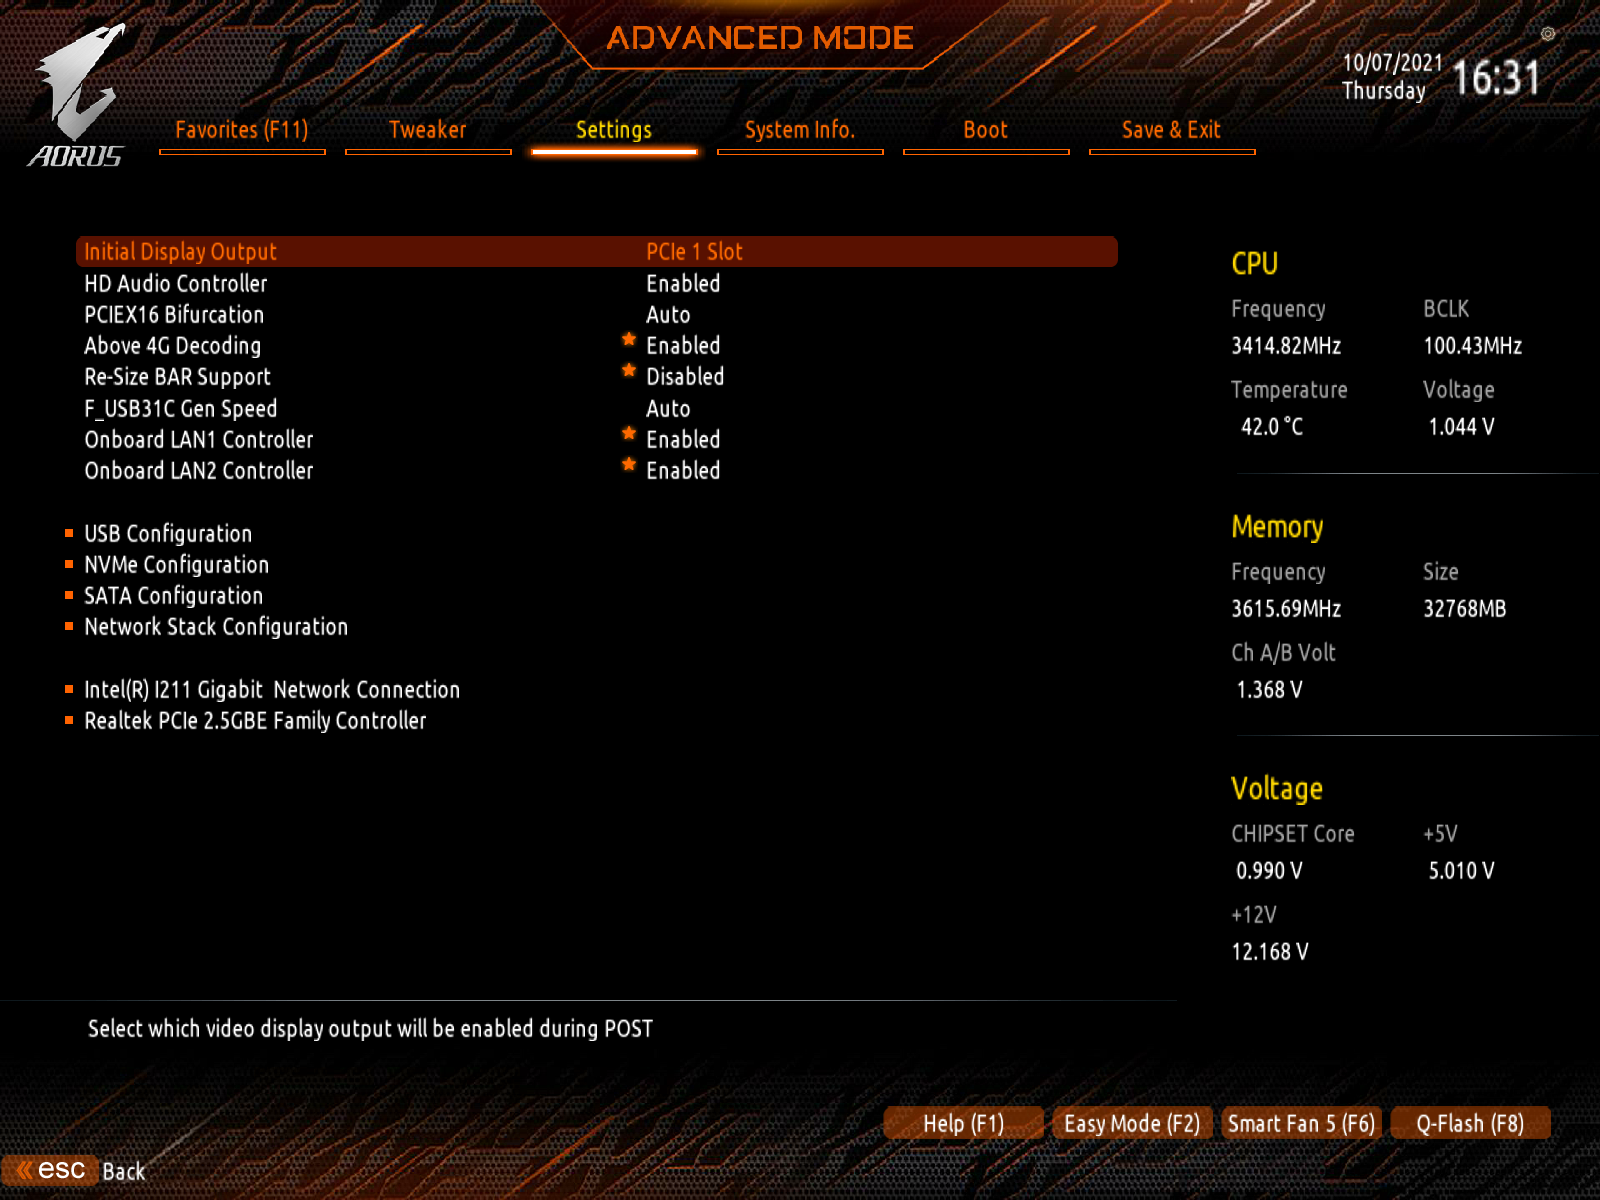 ADVANCED MODE
AORUS
10/07/2021
Thursday
16:31
Favorites (F11) Tweaker Settings System Info. Boot Save & Exit
Initial Display Output PCIe 1 Slot
HD Audio Controller Enabled
PCIEX16 Bifurcation Auto
Above 4G Decoding Enabled
Re-Size BAR Support Disabled
F_USB31C Gen Speed Auto
Onboard LAN1 Controller Enabled
Onboard LAN2 Controller Enabled
USB Configuration
NVMe Configuration
SATA Configuration
Network Stack Configuration
Intel(R) I211 Gigabit  Network Connection
Realtek PCIe 2.5GBE Family Controller
CPU
Frequency BCLK
3414.82MHz 100.43MHz
Temperature Voltage
42.0 °C 1.044 V
Memory
Frequency Size
3615.69MHz 32768MB
Ch A/B Volt
1.368 V
Voltage
CHIPSET Core +5V
0.990 V 5.010 V
+12V
12.168 V
Select which video display output will be enabled during POST
Help (F1) Easy Mode (F2) Smart Fan 5 (F6) Q-Flash (F8)
esc Back